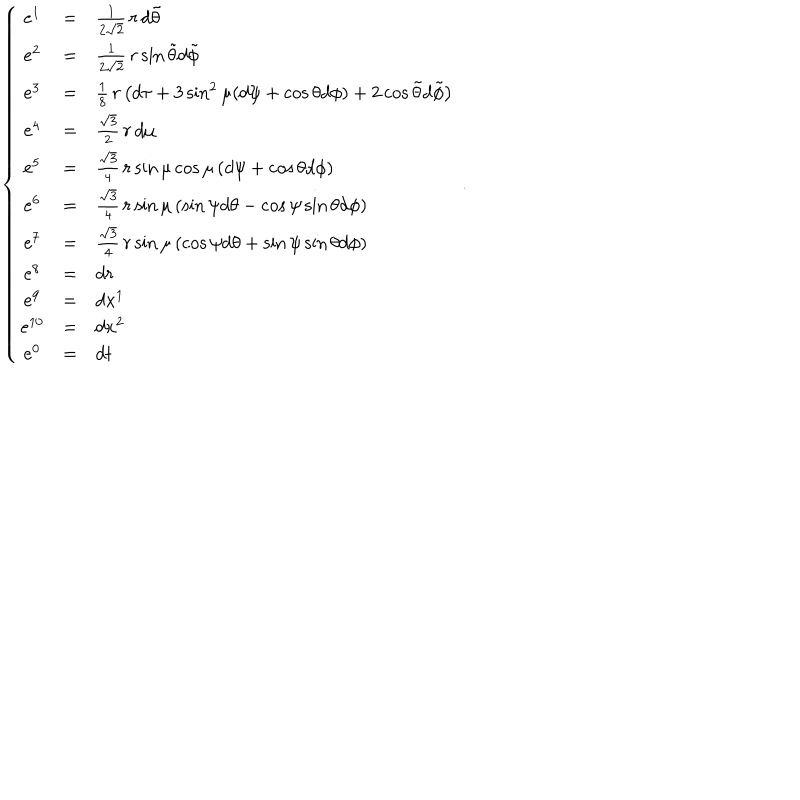 e^1 = \frac{1}{2\sqrt{2}} r d\tilde{\theta}
e^2 = \frac{1}{2\sqrt{2}} r \sin \tilde{\theta} d\tilde{\phi}
e^3 = \frac{1}{8} r (d\tau + 3 \sin^2 \mu (d\psi + \cos \theta d\phi) + 2 \cos \tilde{\theta} d\tilde{\phi})
e^4 = \frac{\sqrt{3}}{2} r d\mu
e^5 = \frac{\sqrt{3}}{4} r \sin \mu \cos \mu (d\psi + \cos \theta d\phi)
e^6 = \frac{\sqrt{3}}{4} r \sin \mu (\sin \psi d\theta - \cos \psi \sin \theta d\phi)
e^7 = \frac{\sqrt{3}}{4} r \sin \mu (\cos \psi d\theta + \sin \psi \sin \theta d\phi)
e^8 = dr
e^9 = dx^1
e^{10} = dx^2
e^0 = dt
.